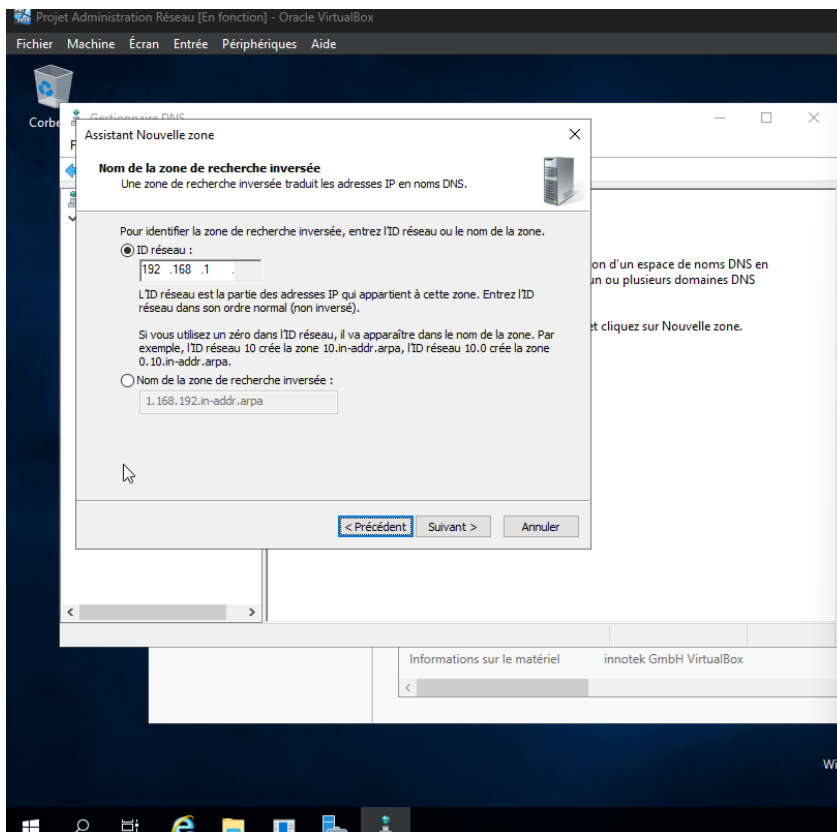 Projet Administration Réseau [En fonction] - Oracle VirtualBox
Fichier Machine Écran Entrée Périphériques Aide
Gestionnaire DNS
Assistant Nouvelle zone
Nom de la zone de recherche inversée
Une zone de recherche inversée traduit les adresses IP en noms DNS.
Pour identifier la zone de recherche inversée, entrez l'ID réseau ou le nom de la zone.
ID réseau :
192 .168 .1 .
L'ID réseau est la partie des adresses IP qui appartient à cette zone. Entrez l'ID
réseau dans son ordre normal (non inversé).
Si vous utilisez un zéro dans l'ID réseau, il va apparaître dans le nom de la zone. Par
exemple, l'ID réseau 10 crée la zone 10.in-addr.arpa, l'ID réseau 10.0 crée la zone
0.10.in-addr.arpa.
Nom de la zone de recherche inversée :
1.168.192.in-addr.arpa
< Précédent Suivant > Annuler
on d'un espace de noms DNS en
un ou plusieurs domaines DNS
et cliquez sur Nouvelle zone.
Corbe
F
Informations sur le matériel innotek GmbH VirtualBox
Wi